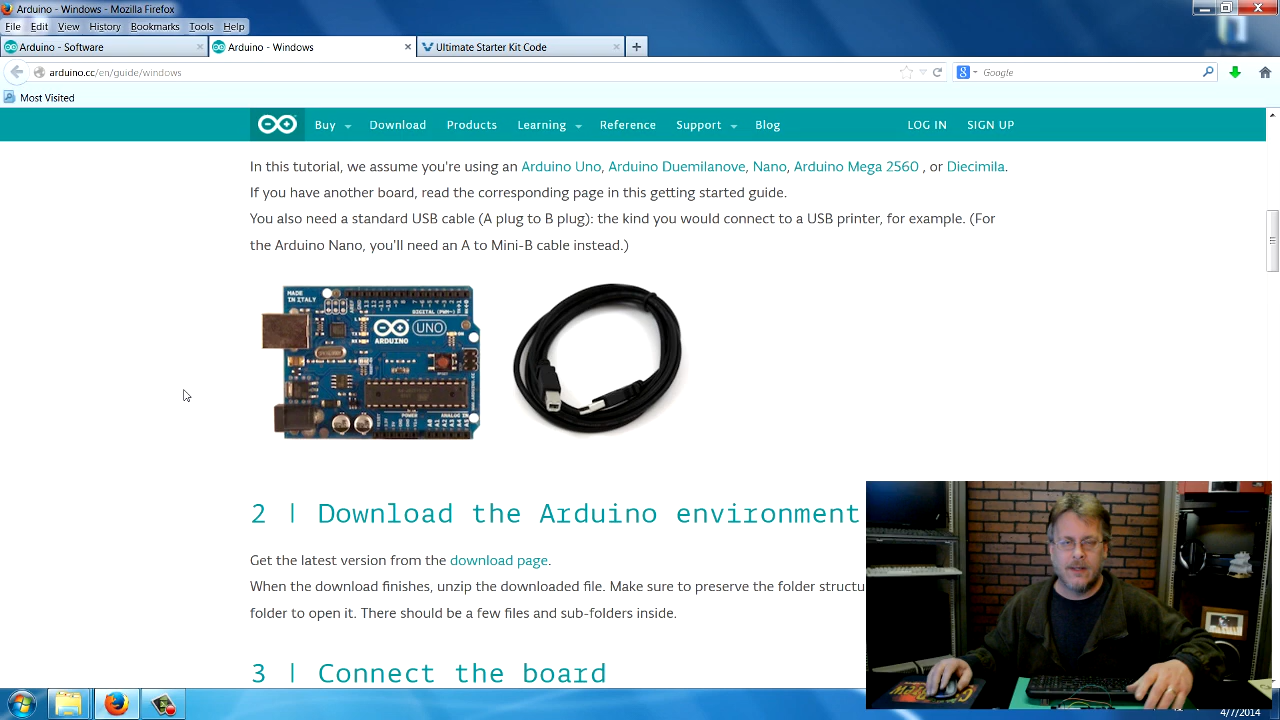 Arduino - Windows - Mozilla Firefox
File Edit View History Bookmarks Tools Help
Arduino - Software
Arduino - Windows
Ultimate Starter Kit Code
arduino.cc/en/guide/windows
Google
Most Visited
Buy Download Products Learning Reference Support Blog LOG IN SIGN UP
In this tutorial, we assume you're using an Arduino Uno, Arduino Duemilanove, Nano, Arduino Mega 2560 , or Diecimila.
If you have another board, read the corresponding page in this getting started guide.
You also need a standard USB cable (A plug to B plug): the kind you would connect to a USB printer, for example. (For
the Arduino Nano, you'll need an A to Mini-B cable instead.)
MADE
IN ITALY
DIGITAL (PWM~)
UNO
ARDUINO
POWER
ANALOG IN
2 | Download the Arduino environment
Get the latest version from the download page.
When the download finishes, unzip the downloaded file. Make sure to preserve the folder structu
folder to open it. There should be a few files and sub-folders inside.
3 | Connect the board
4/7/2014